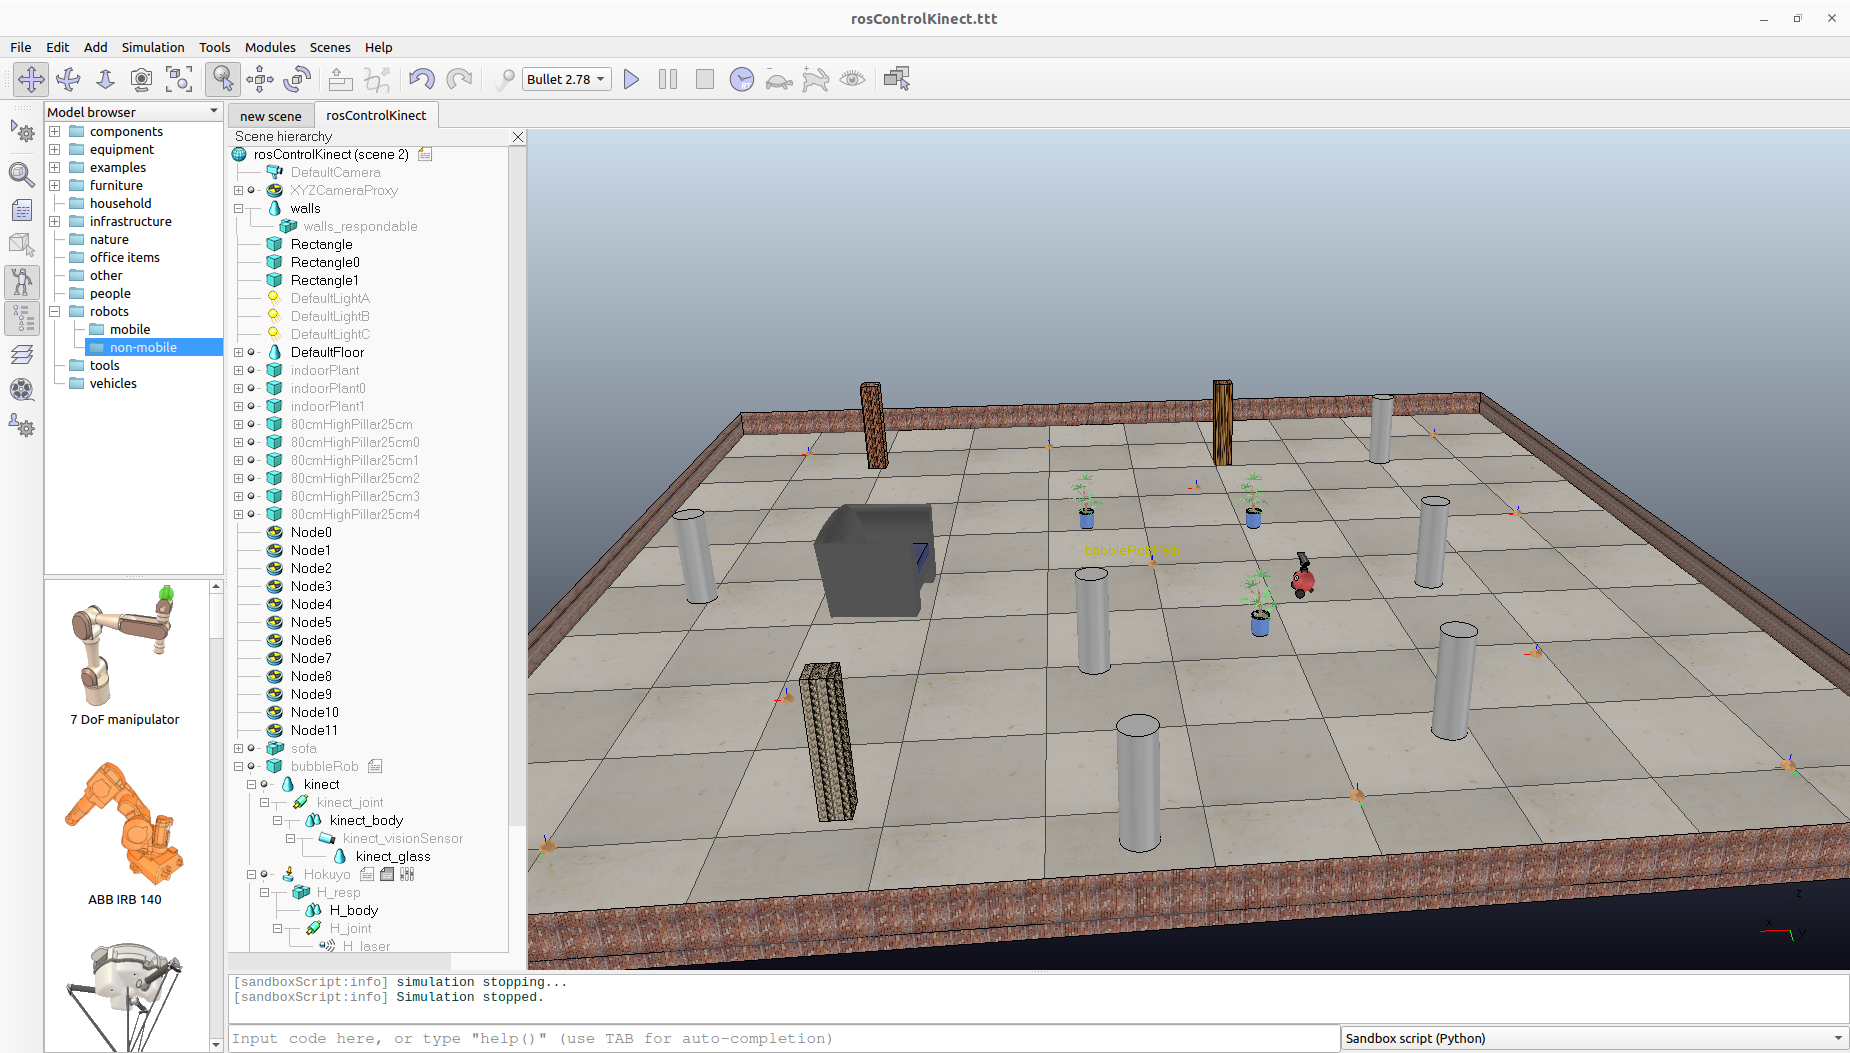 rosControlKinect.ttt
File Edit Add Simulation Tools Modules Scenes Help
Bullet 2.78
Model browser
components
equipment
examples
furniture
household
infrastructure
nature
office items
other
people
robots
mobile
non-mobile
tools
vehicles
7 DoF manipulator
ABB IRB 140
new scene
rosControlKinect
Scene hierarchy
rosControlKinect (scene 2)
DefaultCamera
XYZCameraProxy
walls
walls_respondable
Rectangle
Rectangle0
Rectangle1
DefaultLightA
DefaultLightB
DefaultLightC
DefaultFloor
indoorPlant
indoorPlant0
indoorPlant1
80cmHighPillar25cm
80cmHighPillar25cm0
80cmHighPillar25cm1
80cmHighPillar25cm2
80cmHighPillar25cm3
80cmHighPillar25cm4
Node0
Node1
Node2
Node3
Node4
Node5
Node6
Node7
Node8
Node9
Node10
Node11
sofa
bubbleRob
kinect
kinect_joint
kinect_body
kinect_visionSensor
kinect_glass
Hokuyo
H_resp
H_body
H_joint
H_laser
bubbleRobPath
z
x
y
[sandboxScript:info] simulation stopping...
[sandboxScript:info] Simulation stopped.
Input code here, or type "help()" (use TAB for auto-completion)
Sandbox script (Python)